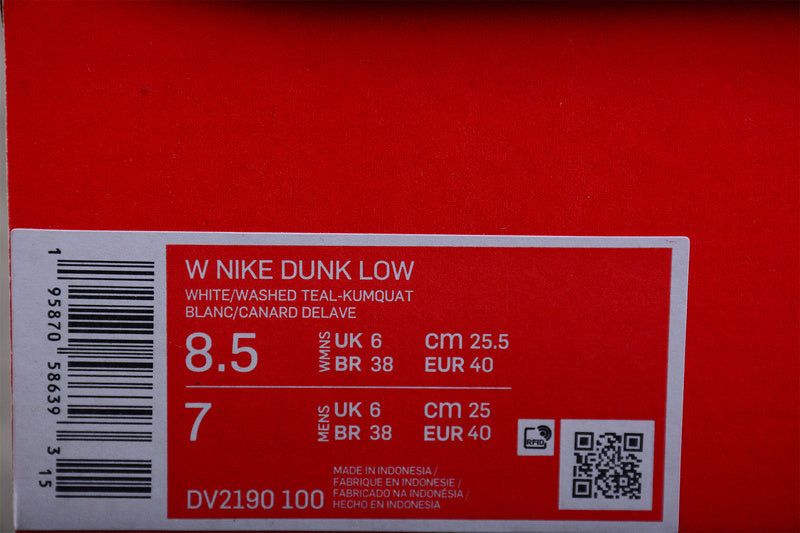 W NIKE DUNK LOW
WHITE/WASHED TEAL-KUMQUAT
BLANC/CANARD DELAVE
8.5 WMNS UK 6 cm 25.5
BR 38 EUR 40
7 MENS UK 6 cm 25
BR 38 EUR 40
RFID
MADE IN INDONESIA /
FABRIQUE EN INDONESIE /
FABRICADO NA INDONÉSIA /
HECHO EN INDONESIA
DV2190 100
1 95870 58639 3 15